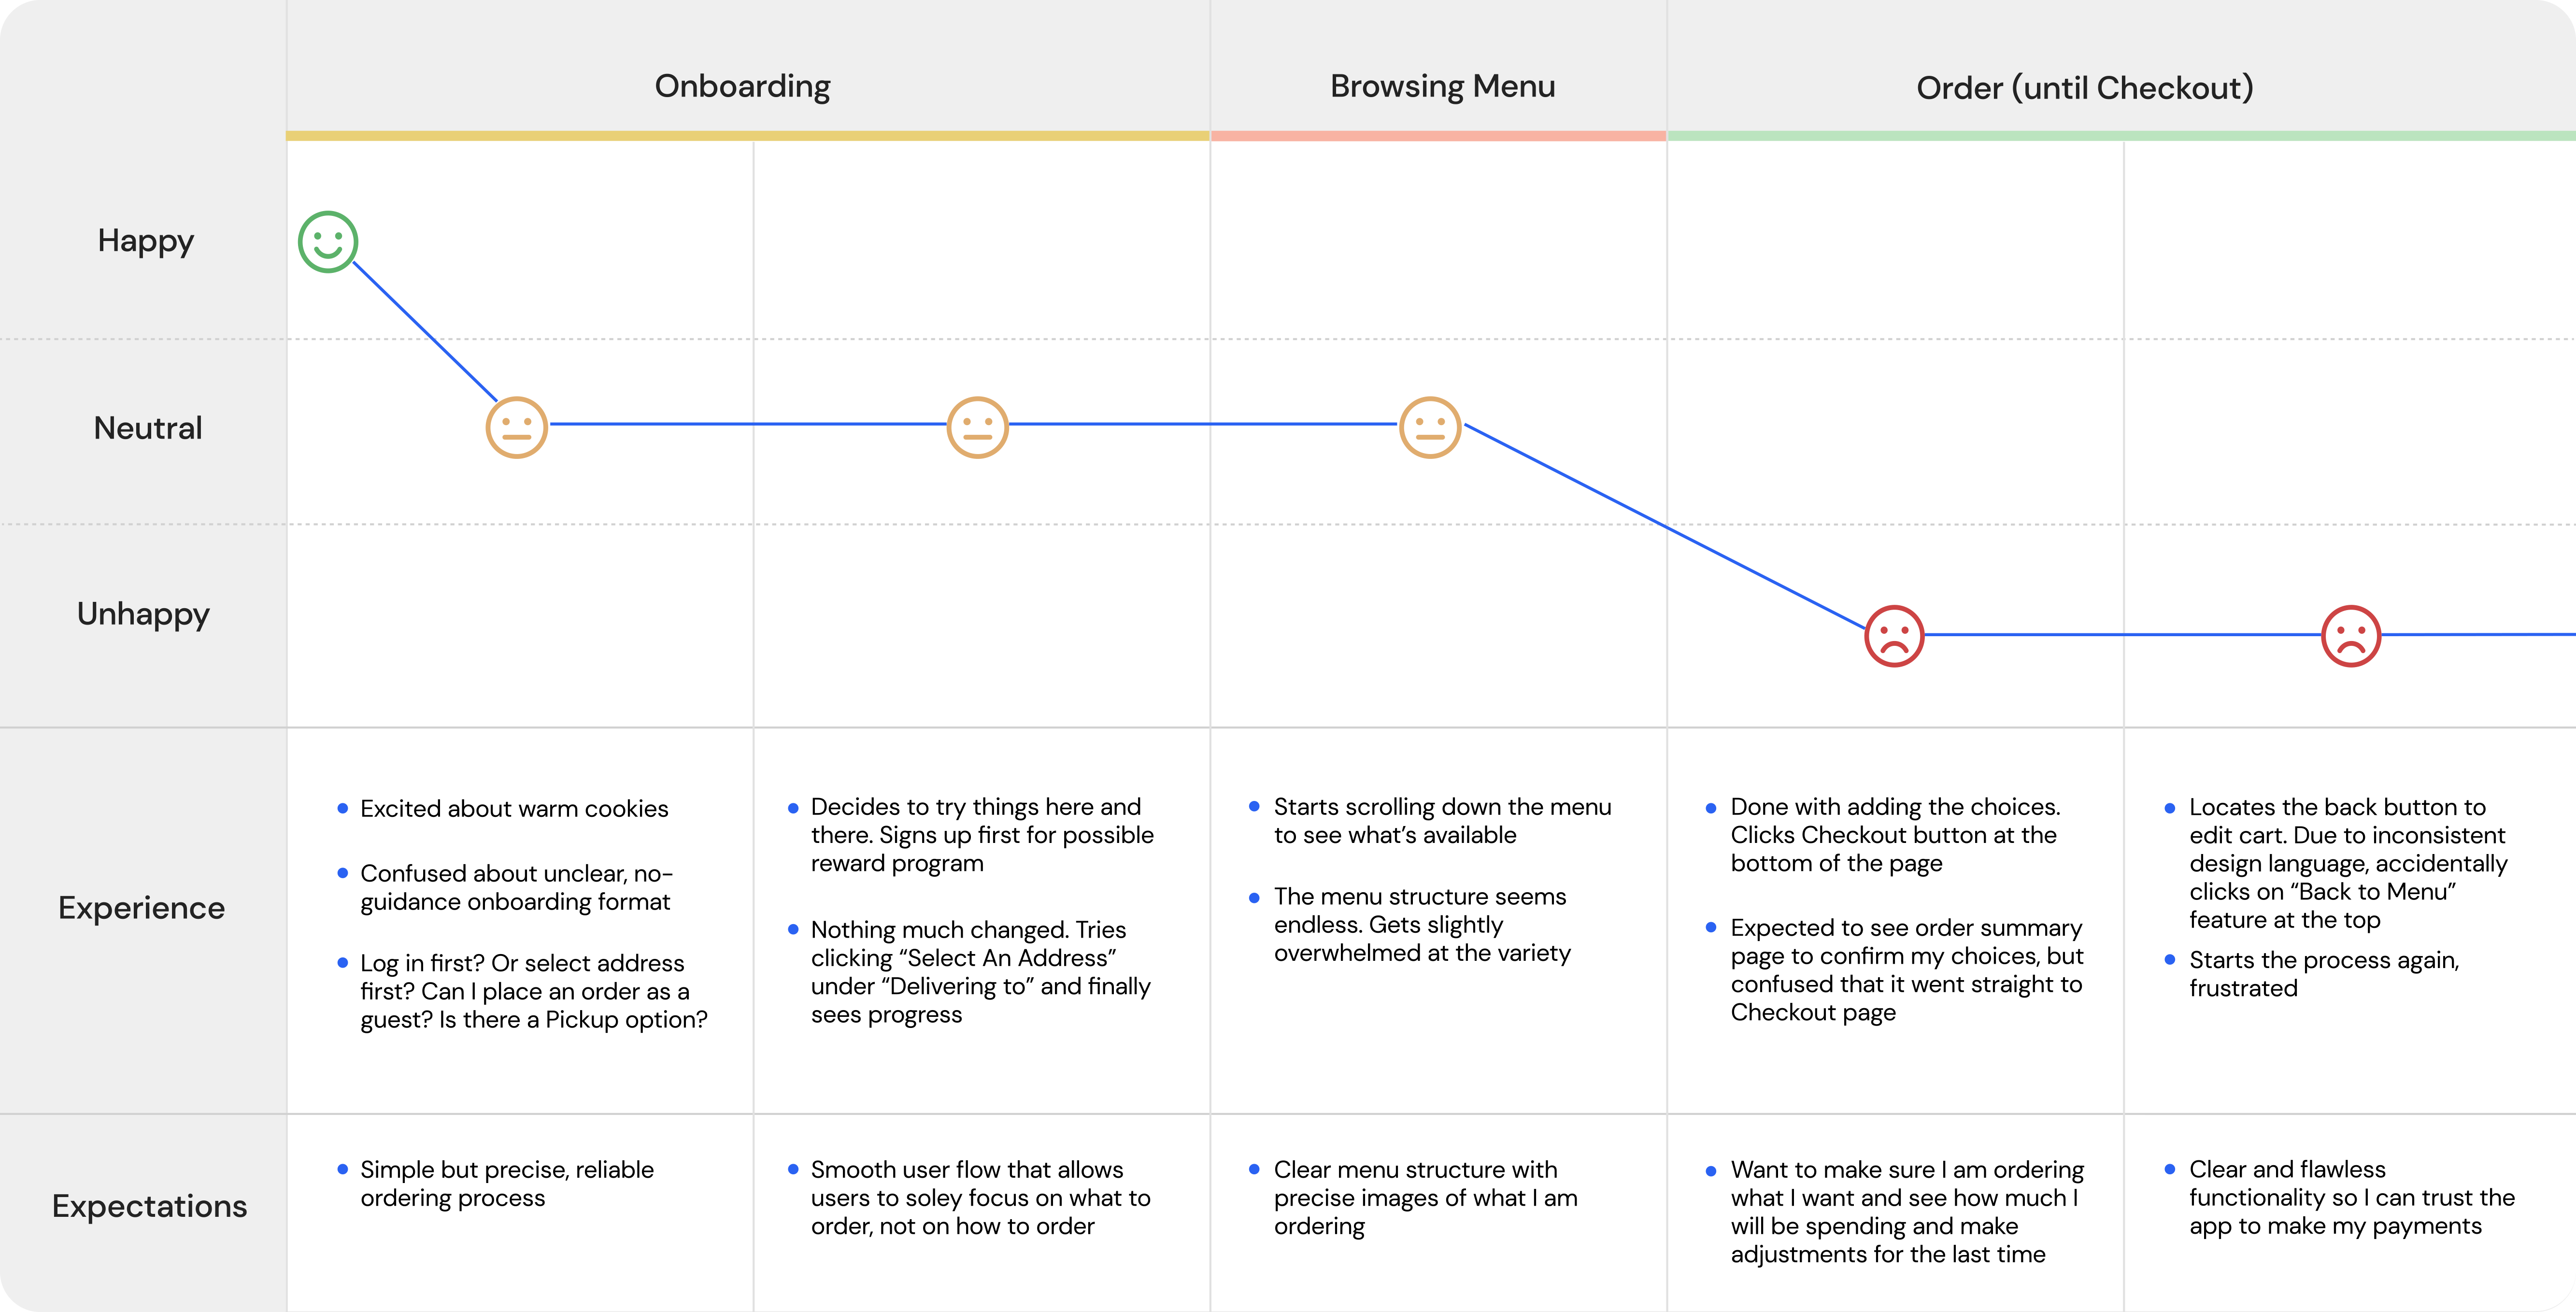 Onboarding
Browsing Menu
Order (until Checkout)
Happy
Neutral
Unhappy
Experience
Excited about warm cookies
Confused about unclear, no-
guidance onboarding format
Log in first? Or select address
first? Can I place an order as a
guest? Is there a Pickup option?
Decides to try things here and
there. Signs up first for possible
reward program
Nothing much changed. Tries
clicking “Select An Address”
under “Delivering to” and finally
sees progress
Starts scrolling down the menu
to see what’s available
The menu structure seems
endless. Gets slightly
overwhelmed at the variety
Done with adding the choices.
Clicks Checkout button at the
bottom of the page
Expected to see order summary
page to confirm my choices, but
confused that it went straight to
Checkout page
Locates the back button to
edit cart. Due to inconsistent
design language, accidentally
clicks on “Back to Menu”
feature at the top
Starts the process again,
frustrated
Expectations
Simple but precise, reliable
ordering process
Smooth user flow that allows
users to soley focus on what to
order, not on how to order
Clear menu structure with
precise images of what I am
ordering
Want to make sure I am ordering
what I want and see how much I
will be spending and make
adjustments for the last time
Clear and flawless
functionality so I can trust the
app to make my payments